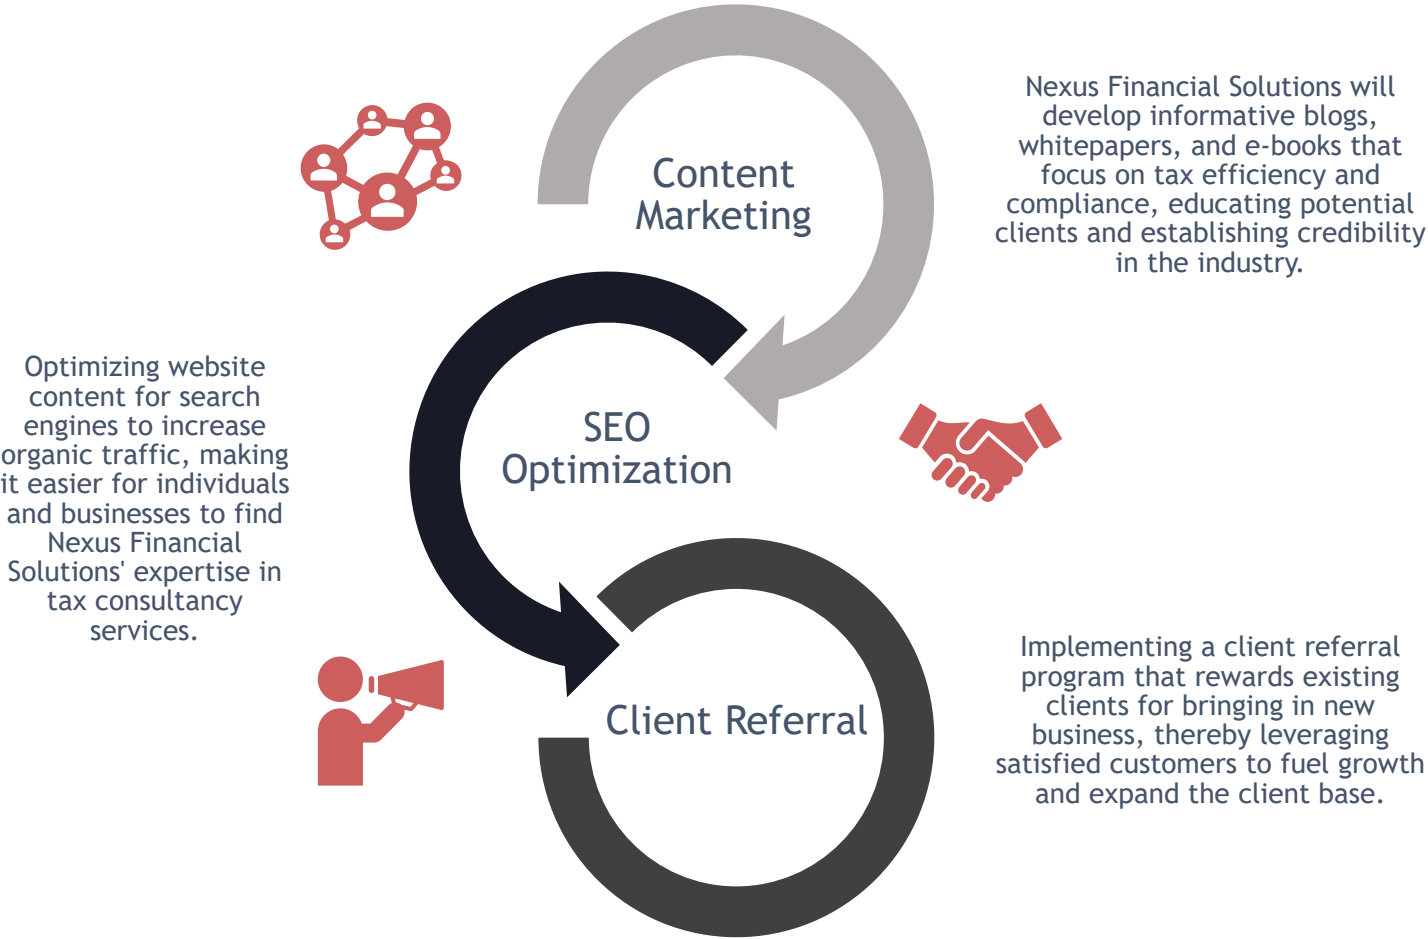 Content
Marketing
Nexus Financial Solutions will
develop informative blogs,
whitepapers, and e-books that
focus on tax efficiency and
compliance, educating potential
clients and establishing credibility
in the industry.
SEO
Optimization
Optimizing website
content for search
engines to increase
organic traffic, making
it easier for individuals
and businesses to find
Nexus Financial
Solutions' expertise in
tax consultancy
services.
Client Referral
Implementing a client referral
program that rewards existing
clients for bringing in new
business, thereby leveraging
satisfied customers to fuel growth
and expand the client base.